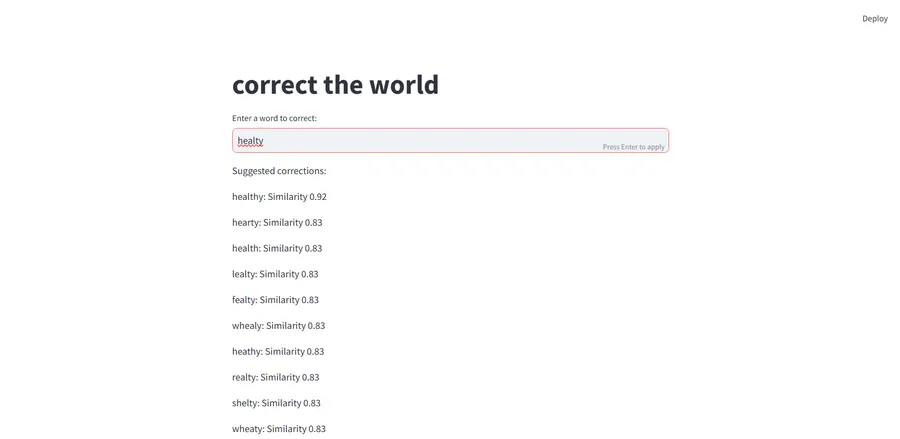 Deploy
correct the world
Enter a word to correct:
healty
Press Enter to apply
Suggested corrections:
healthy: Similarity 0.92
hearty: Similarity 0.83
health: Similarity 0.83
lealty: Similarity 0.83
fealty: Similarity 0.83
whealy: Similarity 0.83
heathy: Similarity 0.83
realty: Similarity 0.83
shelty: Similarity 0.83
wheaty: Similarity 0.83